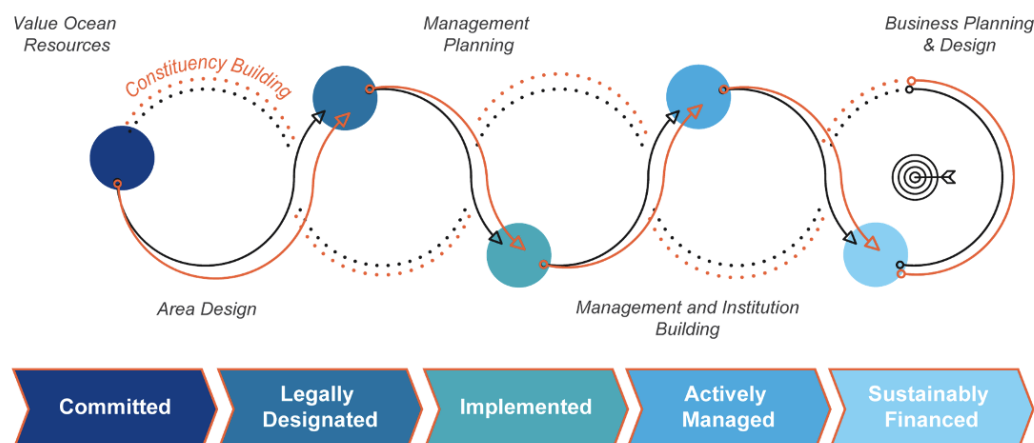 Value Ocean
Resources
Constituency Building
Management
Planning
Business Planning
& Design
Area Design
Management and Institution
Building
Committed
Legally
Designated
Implemented
Actively
Managed
Sustainably
Financed